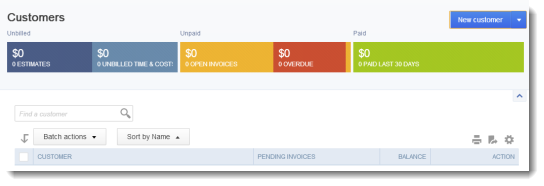 Customers
New customer
Unbilled
Unpaid
Paid
$0
0 ESTIMATES
$0
0 UNBILLED TIME & COST!
$0
0 OPEN INVOICES
$0
0 OVERDUE
$0
0 PAID LAST 30 DAYS
Find a customer
Batch actions
Sort by Name
CUSTOMER
PENDING INVOICES
BALANCE
ACTION